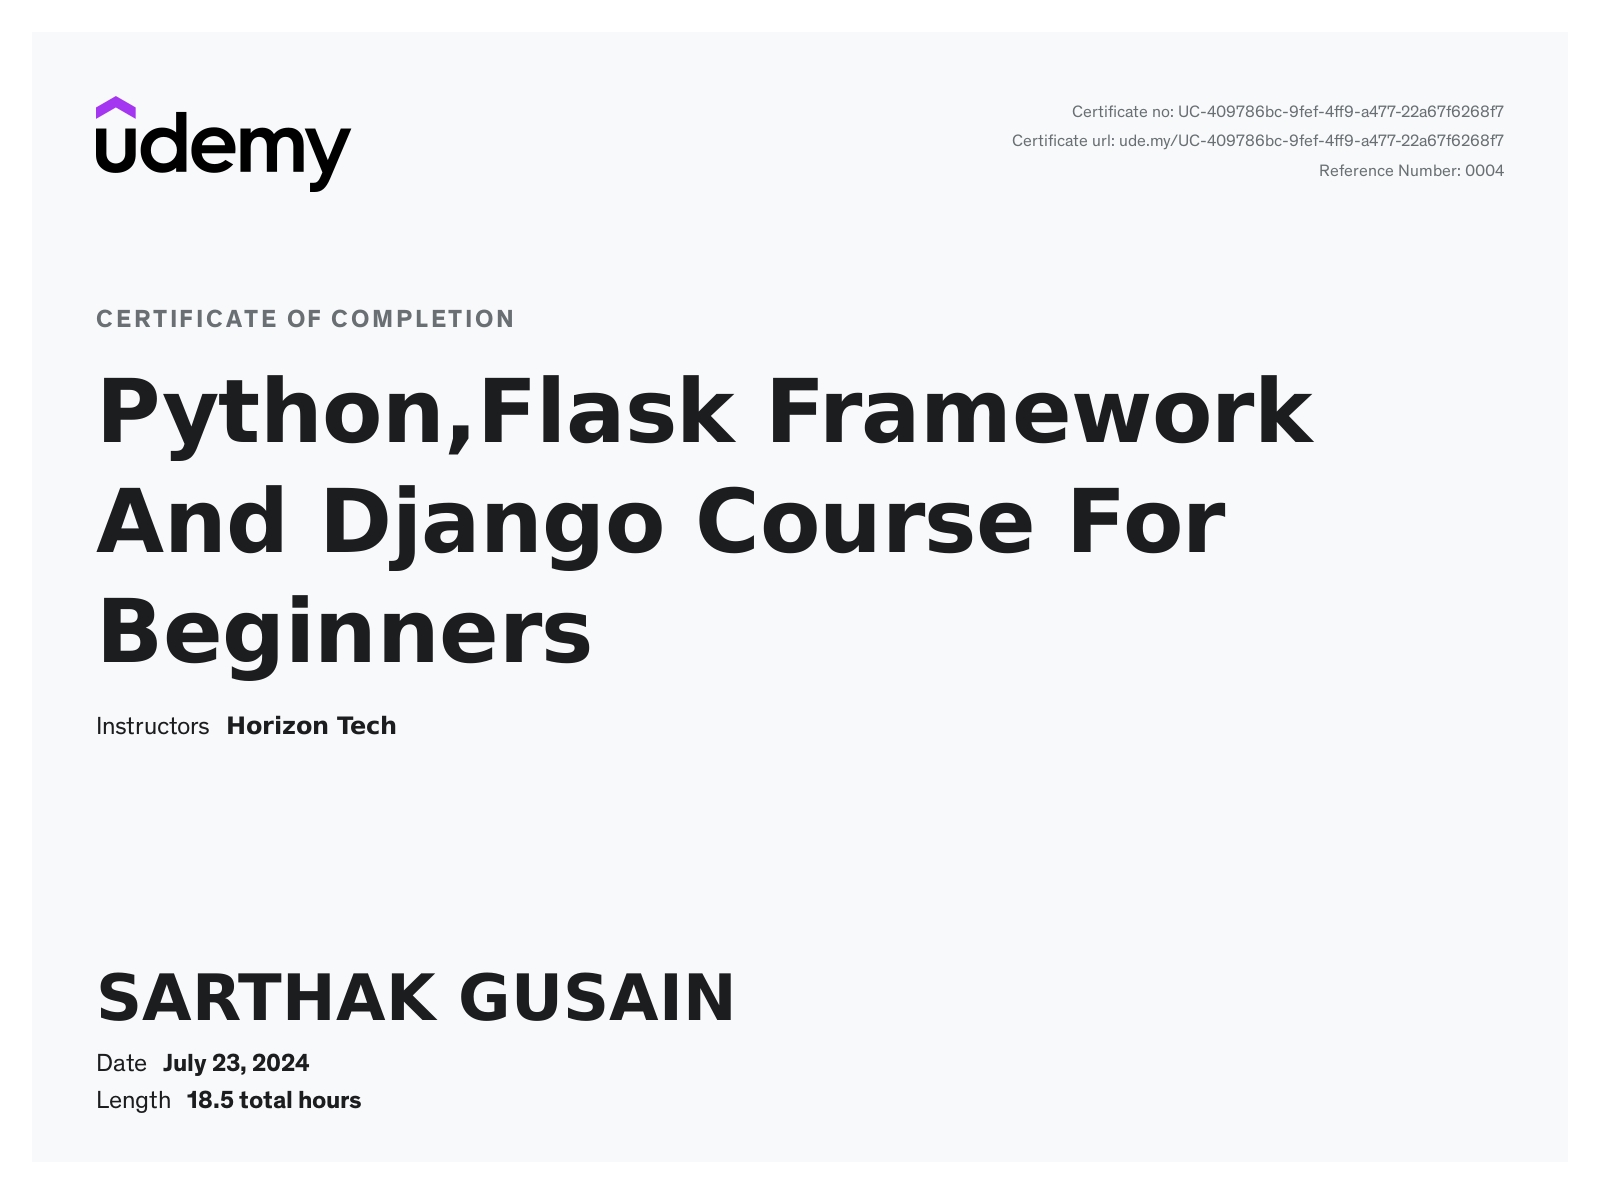 udemy
Certificate no: UC-409786bc-9fef-4ff9-a477-22a67f6268f7
Certificate url: ude.my/UC-409786bc-9fef-4ff9-a477-22a67f6268f7
Reference Number: 0004
CERTIFICATE OF COMPLETION
Python,Flask Framework
And Django Course For
Beginners
Instructors Horizon Tech
SARTHAK GUSAIN
Date July 23, 2024
Length 18.5 total hours